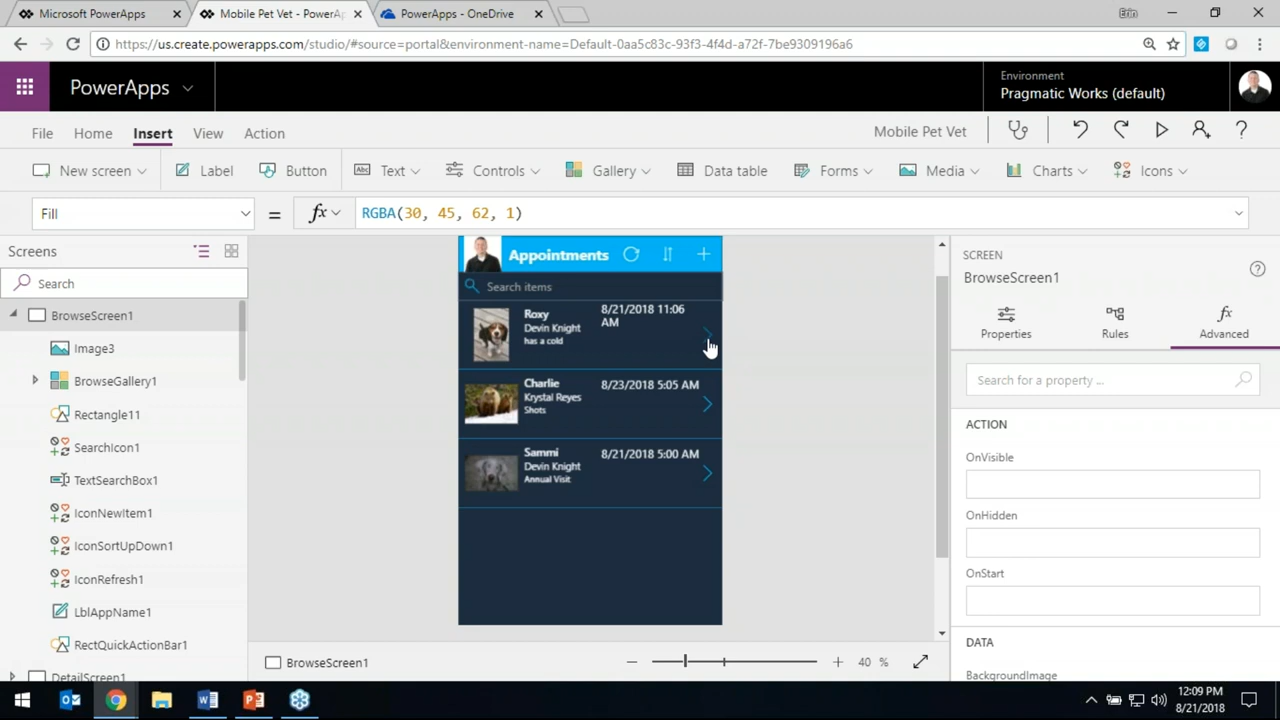 Microsoft PowerApps
Mobile Pet Vet - PowerAp
PowerApps - OneDrive
Erin
https://us.create.powerapps.com/studio/#source=portal&environment-name=Default-0aa5c83c-93f3-4f4d-a72f-7be9309196a6
PowerApps
Environment
Pragmatic Works (default)
File
Home
Insert
View
Action
Mobile Pet Vet
New screen
Label
Button
Abc
Text
Controls
Gallery
Data table
Forms
Media
Charts
Icons
Fill
=
fx
RGBA(30, 45, 62, 1)
Screens
Search
BrowseScreen1
Image3
BrowseGallery1
Rectangle11
SearchIcon1
TextSearchBox1
IconNewItem1
IconSortUpDown1
IconRefresh1
LblAppName1
RectQuickActionBar1
DetailScreen1
Appointments
Search items
Roxy
Devin Knight
has a cold
8/21/2018 11:06
AM
Charlie
Krystal Reyes
Shots
8/23/2018 5:05 AM
Sammi
Devin Knight
Annual Visit
8/21/2018 5:00 AM
BrowseScreen1
40 %
SCREEN
BrowseScreen1
Properties
Rules
fx
Advanced
Search for a property ...
ACTION
OnVisible
OnHidden
OnStart
DATA
BackgroundImage
12:09 PM
8/21/2018